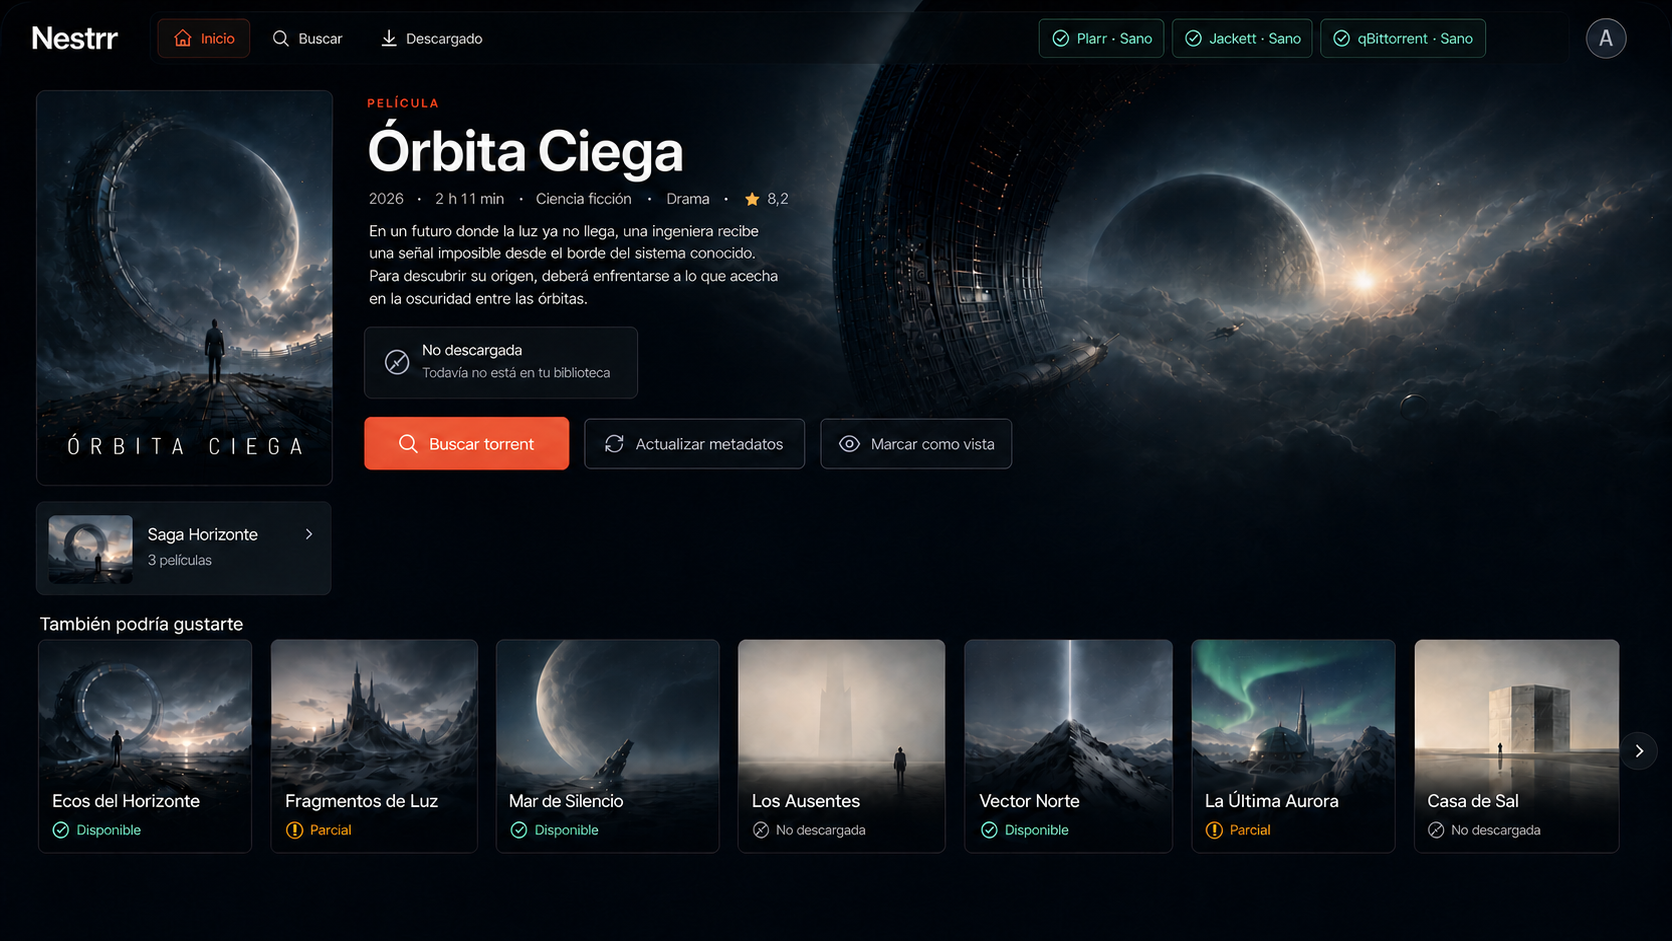 Nestrr
Inicio
Buscar
Descargado
Plarr · Sano
Jackett · Sano
qBittorrent · Sano
A
PELÍCULA
Órbita Ciega
2026 · 2 h 11 min · Ciencia ficción · Drama · 8,2
En un futuro donde la luz ya no llega, una ingeniera recibe
una señal imposible desde el borde del sistema conocido.
Para descubrir su origen, deberá enfrentarse a lo que acecha
en la oscuridad entre las órbitas.
No descargada
Todavía no está en tu biblioteca
Buscar torrent
Actualizar metadatos
Marcar como vista
ÓRBITA CIEGA
Saga Horizonte
3 películas
También podría gustarte
Ecos del Horizonte
Disponible
Fragmentos de Luz
Parcial
Mar de Silencio
Disponible
Los Ausentes
No descargada
Vector Norte
Disponible
La Última Aurora
Parcial
Casa de Sal
No descargada